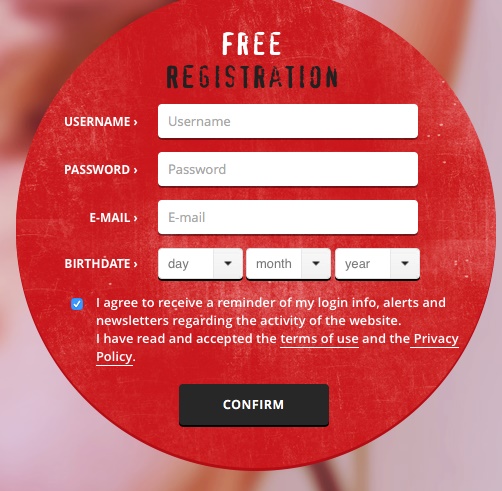 FREE
REGISTRATION
USERNAME › Username
PASSWORD › Password
E-MAIL › E-mail
BIRTHDATE › day month year
I agree to receive a reminder of my login info, alerts and
newsletters regarding the activity of the website.
I have read and accepted the terms of use and the Privacy
Policy.
CONFIRM